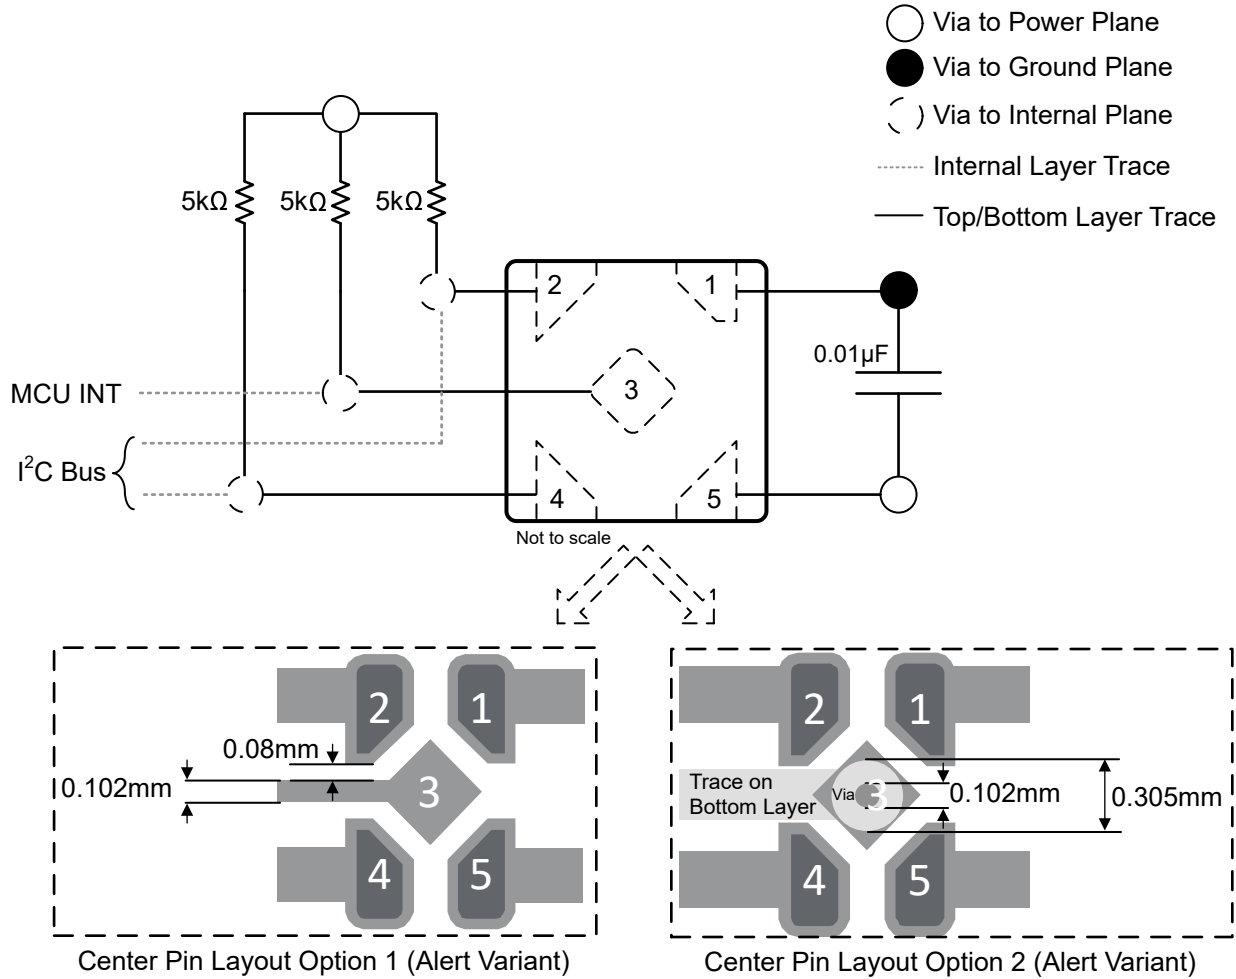 Via to Power Plane
Via to Ground Plane
Via to Internal Plane
Internal Layer Trace
Top/Bottom Layer Trace
5kΩ 5kΩ 5kΩ
2 1
0.01µF
MCU INT
3
I²C Bus
4 5
Not to scale
2 1
0.08mm
0.102mm
3
4 5
Center Pin Layout Option 1 (Alert Variant)
2 1
Trace on
Bottom Layer
Via
3
0.102mm
0.305mm
4 5
Center Pin Layout Option 2 (Alert Variant)